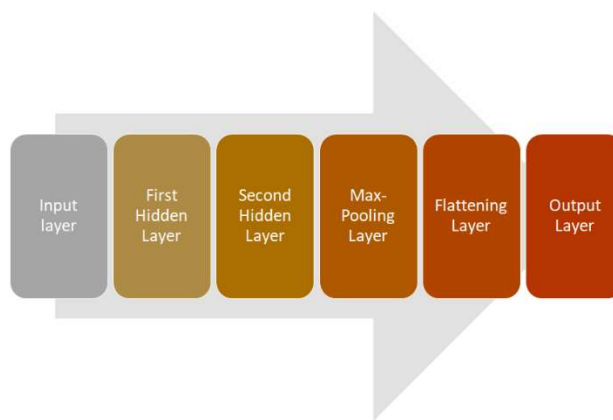 Input
layer
First
Hidden
Layer
Second
Hidden
Layer
Max-
Pooling
Layer
Flattening
Layer
Output
Layer